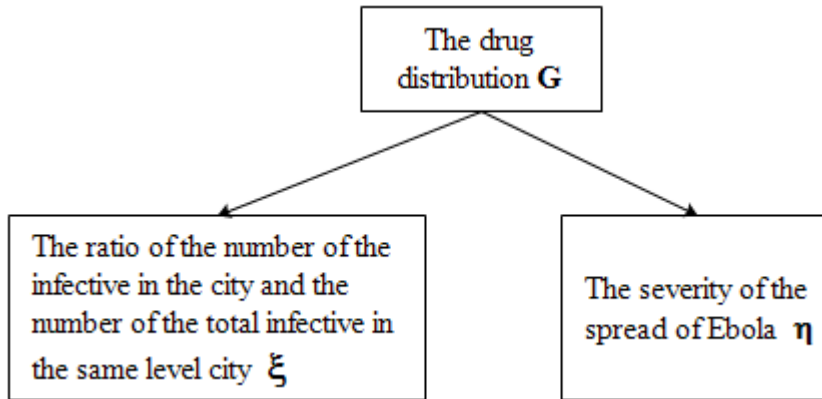 The drug
distribution G
The ratio of the number of the
infective in the city and the
number of the total infective in
the same level city ξ
The severity of the
spread of Ebola η